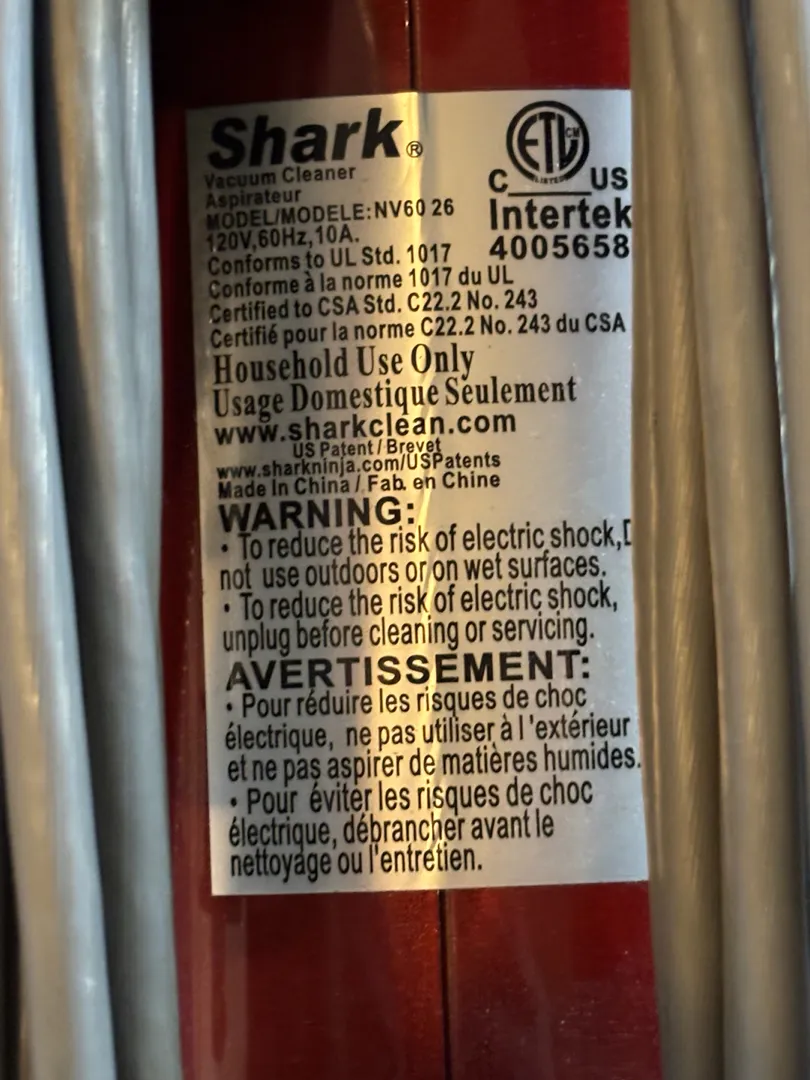 Shark®
Vacuum Cleaner
Aspirateur
MODEL/MODELE:NV60 26
120V,60Hz,10A.
Conforms to UL Std. 1017
Conforme à la norme 1017 du UL
Certified to CSA Std. C22.2 No. 243
Certifié pour la norme C22.2 No. 243 du CSA
ETL CM
LISTED
C US
Intertek
4005658
Household Use Only
Usage Domestique Seulement
www.sharkclean.com
US Patent / Brevet
www.sharkninja.com/USPatents
Made In China / Fab. en Chine
WARNING:
• To reduce the risk of electric shock,
not use outdoors or on wet surfaces.
• To reduce the risk of electric shock,
unplug before cleaning or servicing.
AVERTISSEMENT:
• Pour réduire les risques de choc
électrique, ne pas utiliser à l'extérieur
et ne pas aspirer de matières humides.
• Pour éviter les risques de choc
électrique, débrancher avant le
nettoyage ou l'entretien.